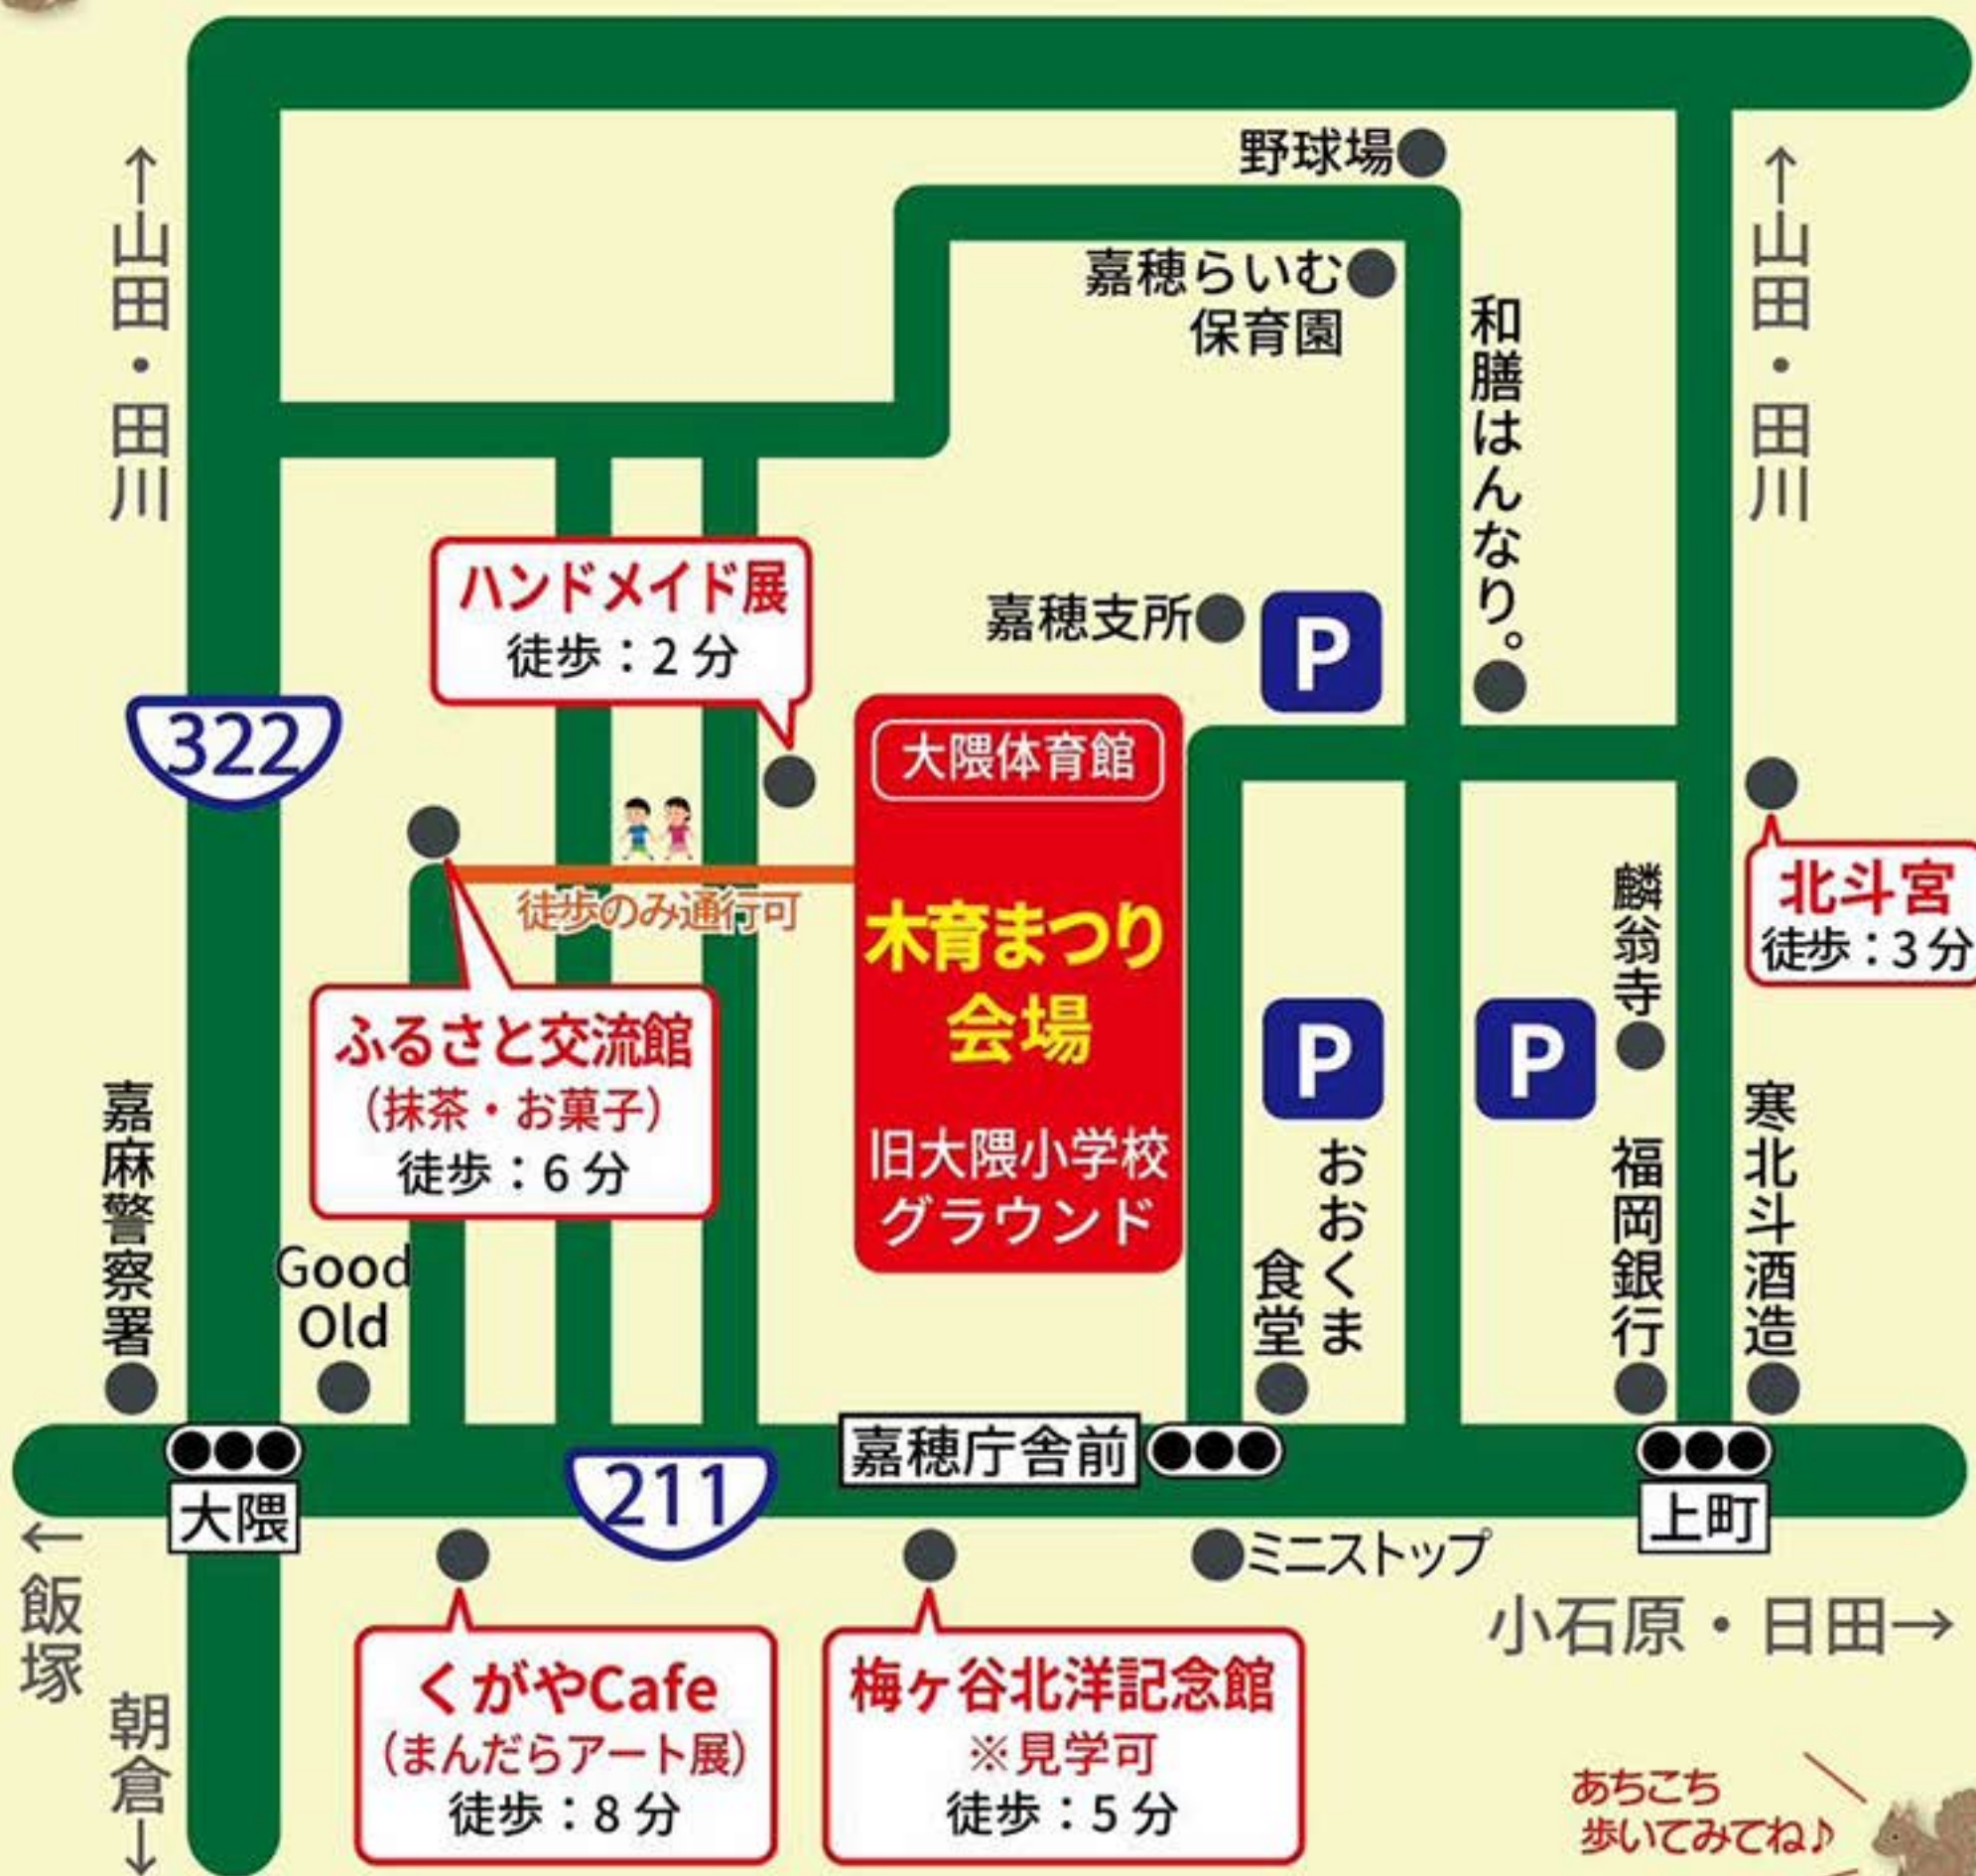 野球場
嘉穂らいむ
保育園
↑山田・田川
↑山田・田川
和膳はんなり。
ハンドメイド展
徒歩：2分
嘉穂支所
P
322
大隈体育館
木育まつり
会場
旧大隈小学校
グラウンド
徒歩のみ通行可
北斗宮
徒歩：3分
麟翁寺
P
P
ふるさと交流館
（抹茶・お菓子）
徒歩：6分
嘉麻警察署
Good
Old
おおくま
食堂
福岡銀行
寒北斗酒造
嘉穂庁舎前
大隈
211
上町
←飯塚
朝倉↓
ミニストップ
小石原・日田→
くがやCafe
（まんだらアート展）
徒歩：8分
梅ヶ谷北洋記念館
※見学可
徒歩：5分
あちこち
歩いてみてね♪